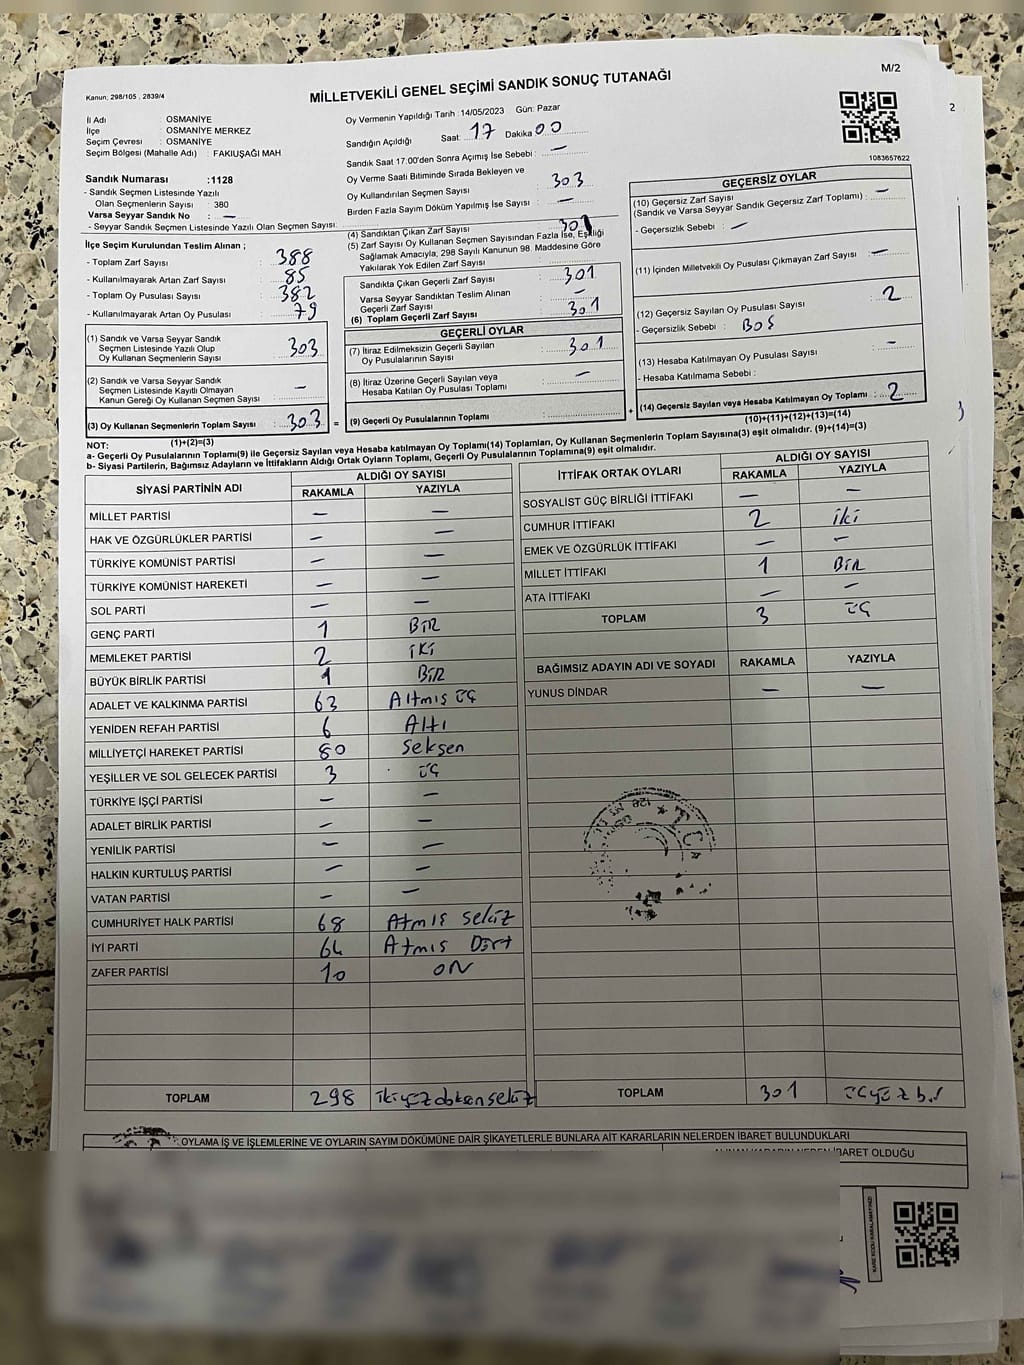 Kanun; 298/105 , 2839/4
MİLLETVEKİLİ GENEL SEÇİMİ SANDIK SONUÇ TUTANAĞI
M/2
2
İl Adı : OSMANİYE
İlçe : OSMANİYE MERKEZ
Seçim Çevresi : OSMANİYE
Seçim Bölgesi (Mahalle Adı) : FAKIUŞAĞI MAH
Sandık Numarası :1128
- Sandık Seçmen Listesinde Yazılı
Olan Seçmenlerin Sayısı : 380
Varsa Seyyar Sandık No : —
- Seyyar Sandık Seçmen Listesinde Yazılı Olan Seçmen Sayısı:
Oy Vermenin Yapıldığı Tarih :14/05/2023 Gün: Pazar
Sandığın Açıldığı Saat: 17 Dakika 00
Sandık Saat 17:00'den Sonra Açımış İse Sebebi : —
Oy Verme Saati Bitiminde Sırada Bekleyen ve
Oy Kullandırılan Seçmen Sayısı : 303
Birden Fazla Sayım Döküm Yapılmış İse Sayısı : —
1083657622
İlçe Seçim Kurulundan Teslim Alınan ;
- Toplam Zarf Sayısı : 388
- Kullanılmayarak Artan Zarf Sayısı : 85
- Toplam Oy Pusulası Sayısı : 382
- Kullanılmayarak Artan Oy Pusulası : 79
(1) Sandık ve Varsa Seyyar Sandık
Seçmen Listesinde Yazılı Olup
Oy Kullanan Seçmenlerin Sayısı : 303
(2) Sandık ve Varsa Seyyar Sandık
Seçmen Listesinde Kayıtlı Olmayan
Kanun Gereği Oy Kullanan Seçmen Sayısı : —
(3) Oy Kullanan Seçmenlerin Toplam Sayısı : 303
(1)+(2)=(3)
(4) Sandıktan Çıkan Zarf Sayısı : 301
(5) Zarf Sayısı Oy Kullanan Seçmen Sayısından Fazla İse, Eşitliği
Sağlamak Amacıyla, 298 Sayılı Kanunun 98. Maddesine Göre
Yakılarak Yok Edilen Zarf Sayısı :
Sandıkta Çıkan Geçerli Zarf Sayısı : 301
Varsa Seyyar Sandıktan Teslim Alınan
Geçerli Zarf Sayısı : —
(6) Toplam Geçerli Zarf Sayısı : 301
GEÇERLİ OYLAR
(7) İtiraz Edilmeksizin Geçerli Sayılan
Oy Pusulalarının Sayısı : 301
(8) İtiraz Üzerine Geçerli Sayılan veya
Hesaba Katılan Oy Pusulası Toplamı : —
= (9) Geçerli Oy Pusulalarının Toplamı :
GEÇERSİZ OYLAR
(10) Geçersiz Zarf Sayısı
(Sandık ve Varsa Seyyar Sandık Geçersiz Zarf Toplamı) : —
- Geçersizlik Sebebi : —
(11) İçinden Milletvekili Oy Pusulası Çıkmayan Zarf Sayısı : —
(12) Geçersiz Sayılan Oy Pusulası Sayısı : 2
- Geçersizlik Sebebi : BOŞ
(13) Hesaba Katılmayan Oy Pusulası Sayısı : —
- Hesaba Katılmama Sebebi :
+ (14) Geçersiz Sayılan veya Hesaba Katılmayan Oy Toplamı : 2
(10)+(11)+(12)+(13)=(14)
NOT:
a- Geçerli Oy Pusulalarının Toplamı(9) ile Geçersiz Sayılan veya Hesaba katılmayan Oy Toplamı(14) Toplamları, Oy Kullanan Seçmenlerin Toplam Sayısına(3) eşit olmalıdır. (9)+(14)=(3)
b- Siyasi Partilerin, Bağımsız Adayların ve İttifakların Aldığı Ortak Oyların Toplamı, Geçerli Oy Pusulalarının Toplamına(9) eşit olmalıdır.
SİYASİ PARTİNİN ADI ALDIĞI OY SAYISI
RAKAMLA YAZIYLA
MİLLET PARTİSİ — —
HAK VE ÖZGÜRLÜKLER PARTİSİ — —
TÜRKİYE KOMÜNİST PARTİSİ — —
TÜRKİYE KOMÜNİST HAREKETİ — —
SOL PARTİ — —
GENÇ PARTİ 1 BİR
MEMLEKET PARTİSİ 2 İKİ
BÜYÜK BİRLİK PARTİSİ 1 BİR
ADALET VE KALKINMA PARTİSİ 63 Altmış üç
YENİDEN REFAH PARTİSİ 6 Altı
MİLLİYETÇİ HAREKET PARTİSİ 80 Seksen
YEŞİLLER VE SOL GELECEK PARTİSİ 3 üç
TÜRKİYE İŞÇİ PARTİSİ — —
ADALET BİRLİK PARTİSİ — —
YENİLİK PARTİSİ — —
HALKIN KURTULUŞ PARTİSİ — —
VATAN PARTİSİ — —
CUMHURİYET HALK PARTİSİ 68 Atmış sekiz
İYİ PARTİ 64 Atmış Dört
ZAFER PARTİSİ 10 ON
TOPLAM 298 ikiyüzdoksansekiz
İTTİFAK ORTAK OYLARI ALDIĞI OY SAYISI
RAKAMLA YAZIYLA
SOSYALİST GÜÇ BİRLİĞİ İTTİFAKI — —
CUMHUR İTTİFAKI 2 iki
EMEK VE ÖZGÜRLÜK İTTİFAKI — —
MİLLET İTTİFAKI 1 BİR
ATA İTTİFAKI — —
TOPLAM 3 üç
BAĞIMSIZ ADAYIN ADI VE SOYADI RAKAMLA YAZIYLA
YUNUS DİNDAR — —
T.C
TOPLAM 301 üçyüz bir
OYLAMA İŞ VE İŞLEMLERİNE VE OYLARIN SAYIM DÖKÜMÜNE DAİR ŞİKAYETLERLE BUNLARA AİT KARARLARIN NELERDEN İBARET BULUNDUKLARI
İBARET OLDUĞU
KARE KODU KARALAMAYINIZ